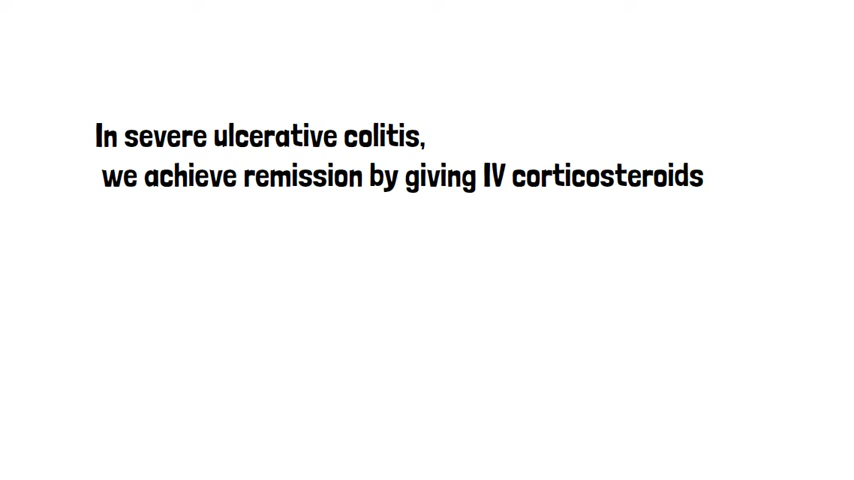 In severe ulcerative colitis,
we achieve remission by giving IV corticosteroids